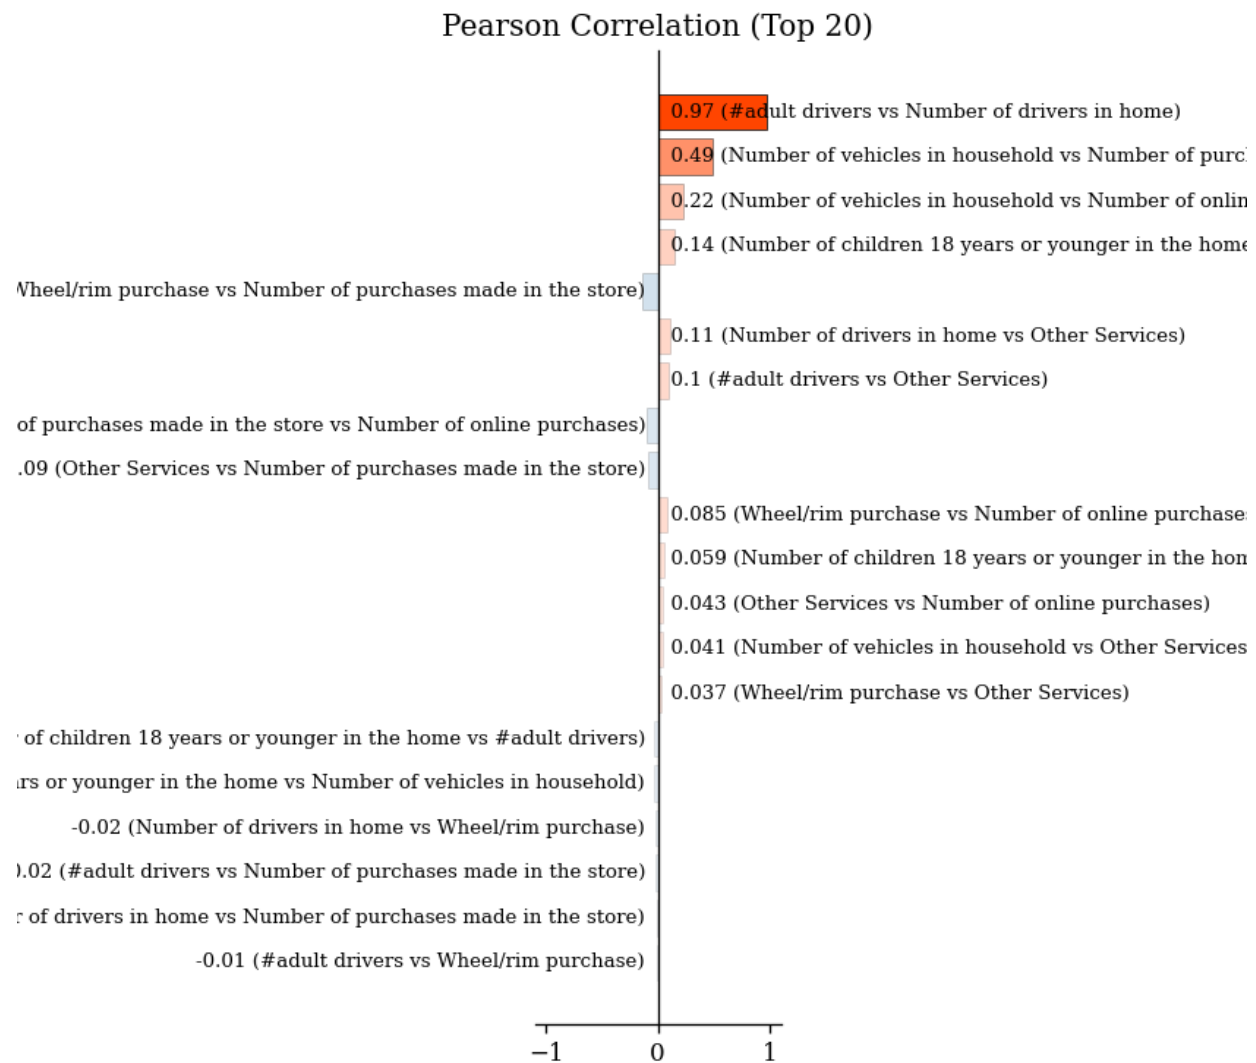 Pearson Correlation (Top 20)
0.97 (#adult drivers vs Number of drivers in home)
0.49 (Number of vehicles in household vs Number of
0.22 (Number of vehicles in household vs Number of
0.14 (Number of children 18 years or younger in the home
purchase vs Number of purchases made in the store)
0.11 (Number of drivers in home vs Other Services)
0.1 (#adult drivers vs Other Services)
of purchases made in the store vs Number of online purchases)
.09 (Other Services vs Number of purchases made in the store)
0.085 (Wheel/rim purchase vs Number of online purchases
0.059 (Number of children 18 years or younger in the
0.043 (Other Services vs Number of online purchases)
0.041 (Number of vehicles in household vs Other Services
0.037 (Wheel/rim purchase vs Other Services)
of children 18 years or younger in the home vs #adult drivers)
or younger in the home vs Number of vehicles in household)
-0.02 (Number of drivers in home vs Wheel/rim purchase)
.02 (#adult drivers vs Number of purchases made in the store)
of drivers in home vs Number of purchases made in the store)
-0.01 (#adult drivers vs Wheel/rim purchase)
−1 0 1